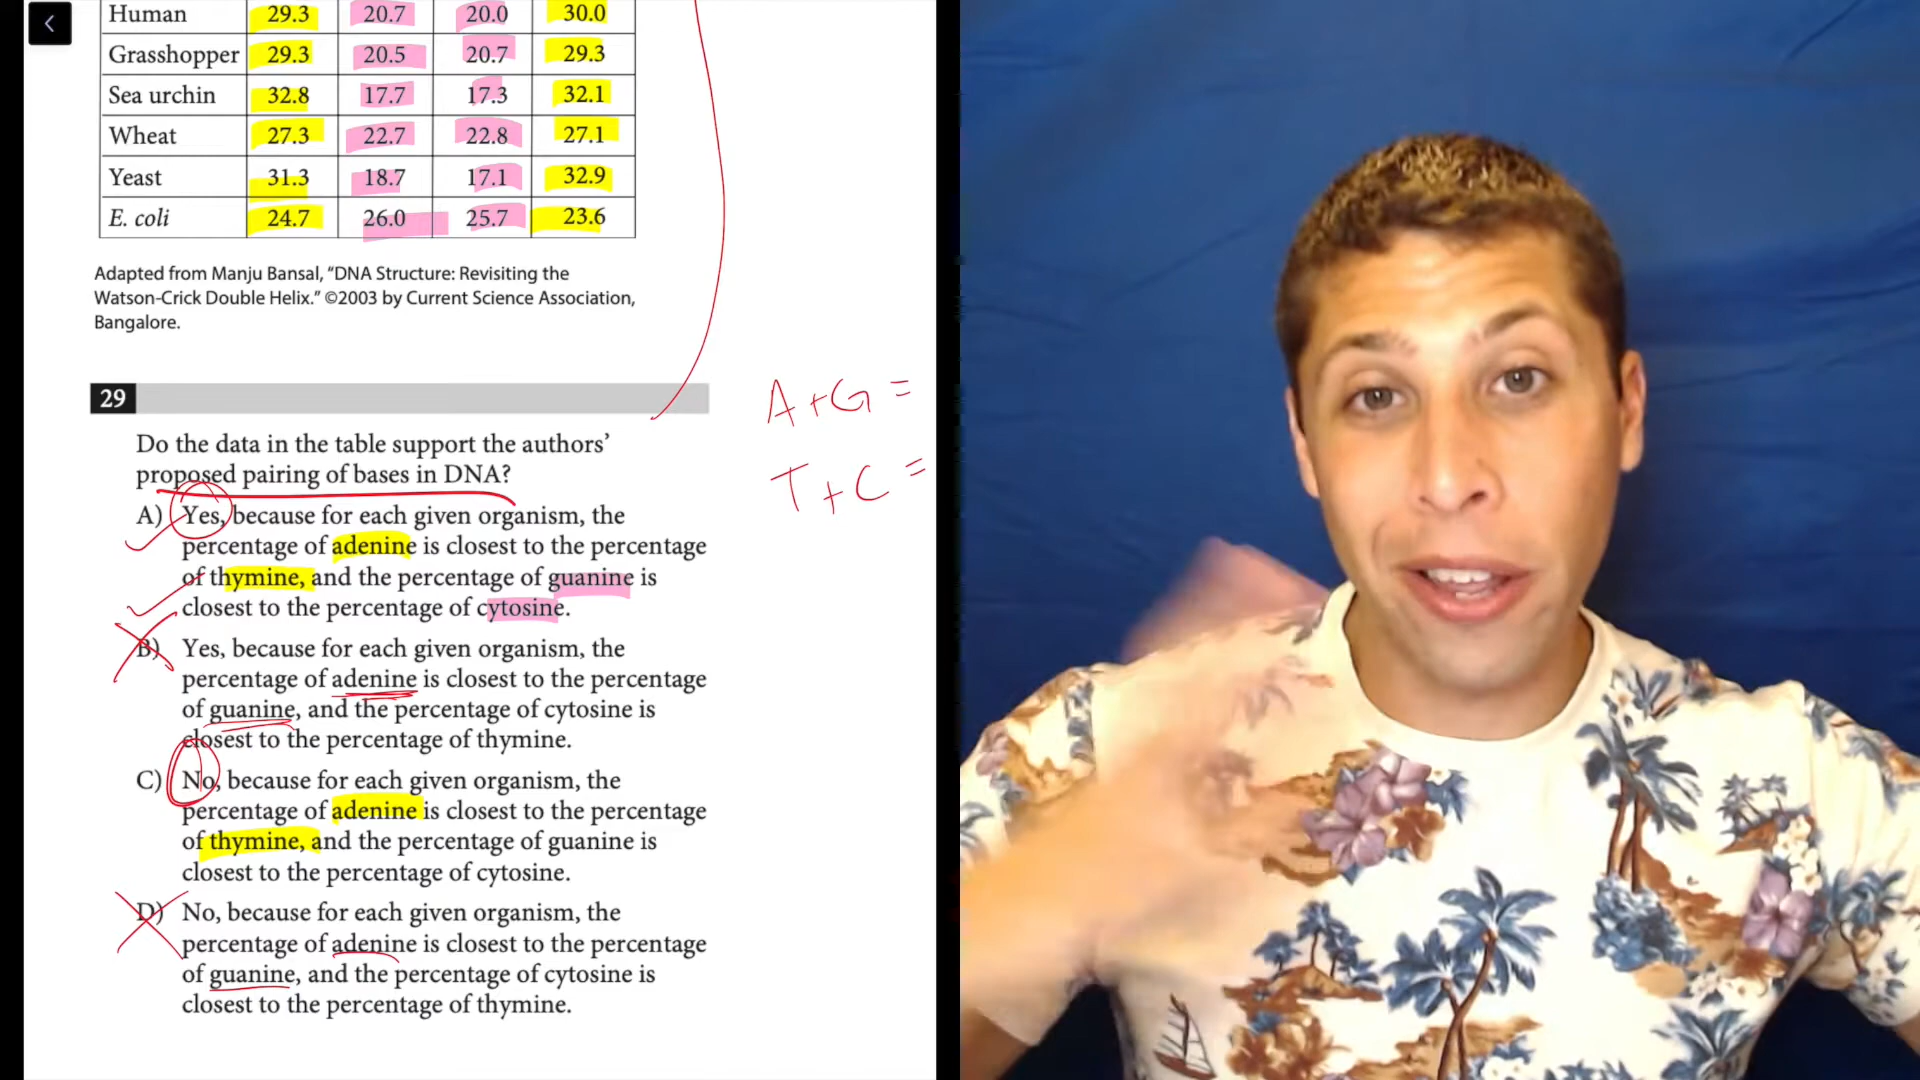 Human 29.3 20.7 20.0 30.0
Grasshopper 29.3 20.5 20.7 29.3
Sea urchin 32.8 17.7 17.3 32.1
Wheat 27.3 22.7 22.8 27.1
Yeast 31.3 18.7 17.1 32.9
E. coli 24.7 26.0 25.7 23.6
Adapted from Manju Bansal, “DNA Structure: Revisiting the
Watson-Crick Double Helix.” ©2003 by Current Science Association,
Bangalore.
29
A+G=
T+C=
Do the data in the table support the authors’
proposed pairing of bases in DNA?
A) Yes, because for each given organism, the
percentage of adenine is closest to the percentage
of thymine, and the percentage of guanine is
closest to the percentage of cytosine.
B) Yes, because for each given organism, the
percentage of adenine is closest to the percentage
of guanine, and the percentage of cytosine is
closest to the percentage of thymine.
C) No, because for each given organism, the
percentage of adenine is closest to the percentage
of thymine, and the percentage of guanine is
closest to the percentage of cytosine.
D) No, because for each given organism, the
percentage of adenine is closest to the percentage
of guanine, and the percentage of cytosine is
closest to the percentage of thymine.